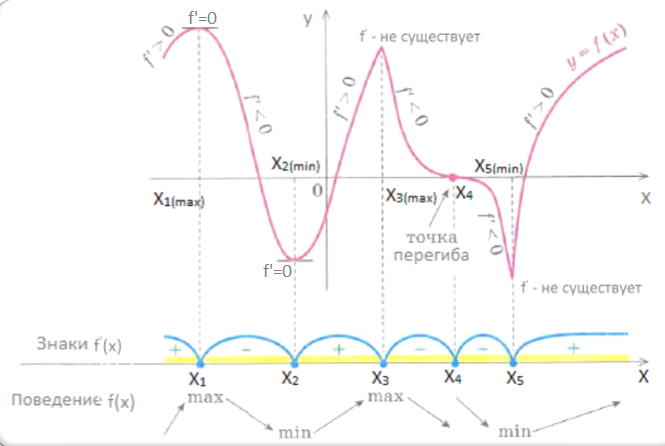 f'=0
y
f'>0
f - не существует
y = f(x)
f'<0
f'>0
f'<0
f'>0
X2(min)
X5(min)
X1(max)
0
X3(max)
X4
X
точка
перегиба
f'<0
f'=0
f - не существует
Знаки f'(x)
+ − + − − +
X1 X2 X3 X4 X5 X
Поведение f(x)
max
min
max
min